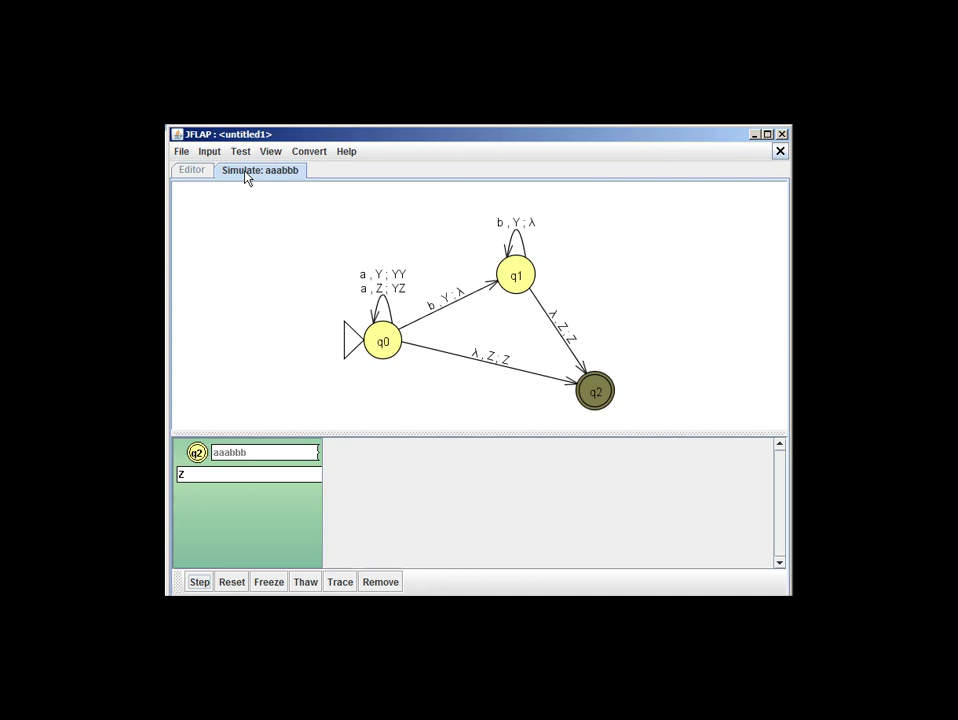 JFLAP : <untitled1>
File Input Test View Convert Help
Editor Simulate: aaabbb
b , Y ; λ
a , Y ; YY
a , Z ; YZ
q1
b , Y ; λ
λ , Z ; Z
q0
λ , Z ; Z
q2
q2 aaabbb
Z
Step Reset Freeze Thaw Trace Remove